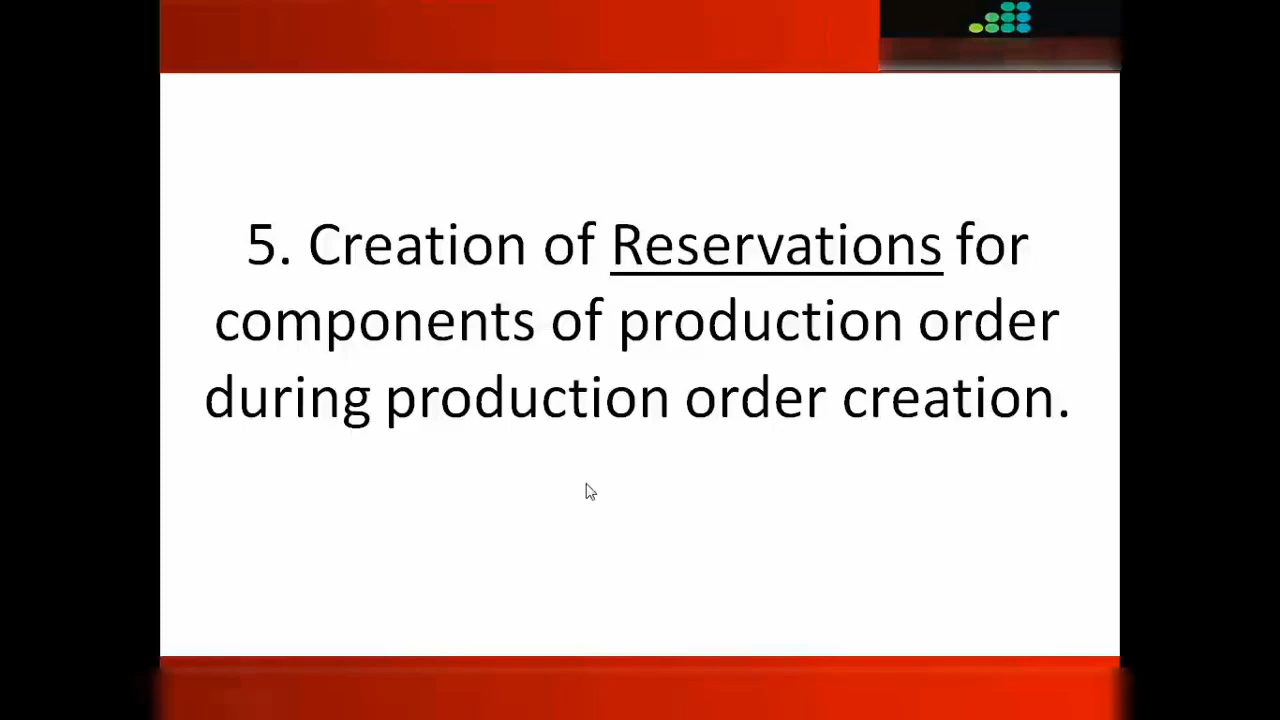 5. Creation of Reservations for
components of production order
during production order creation.